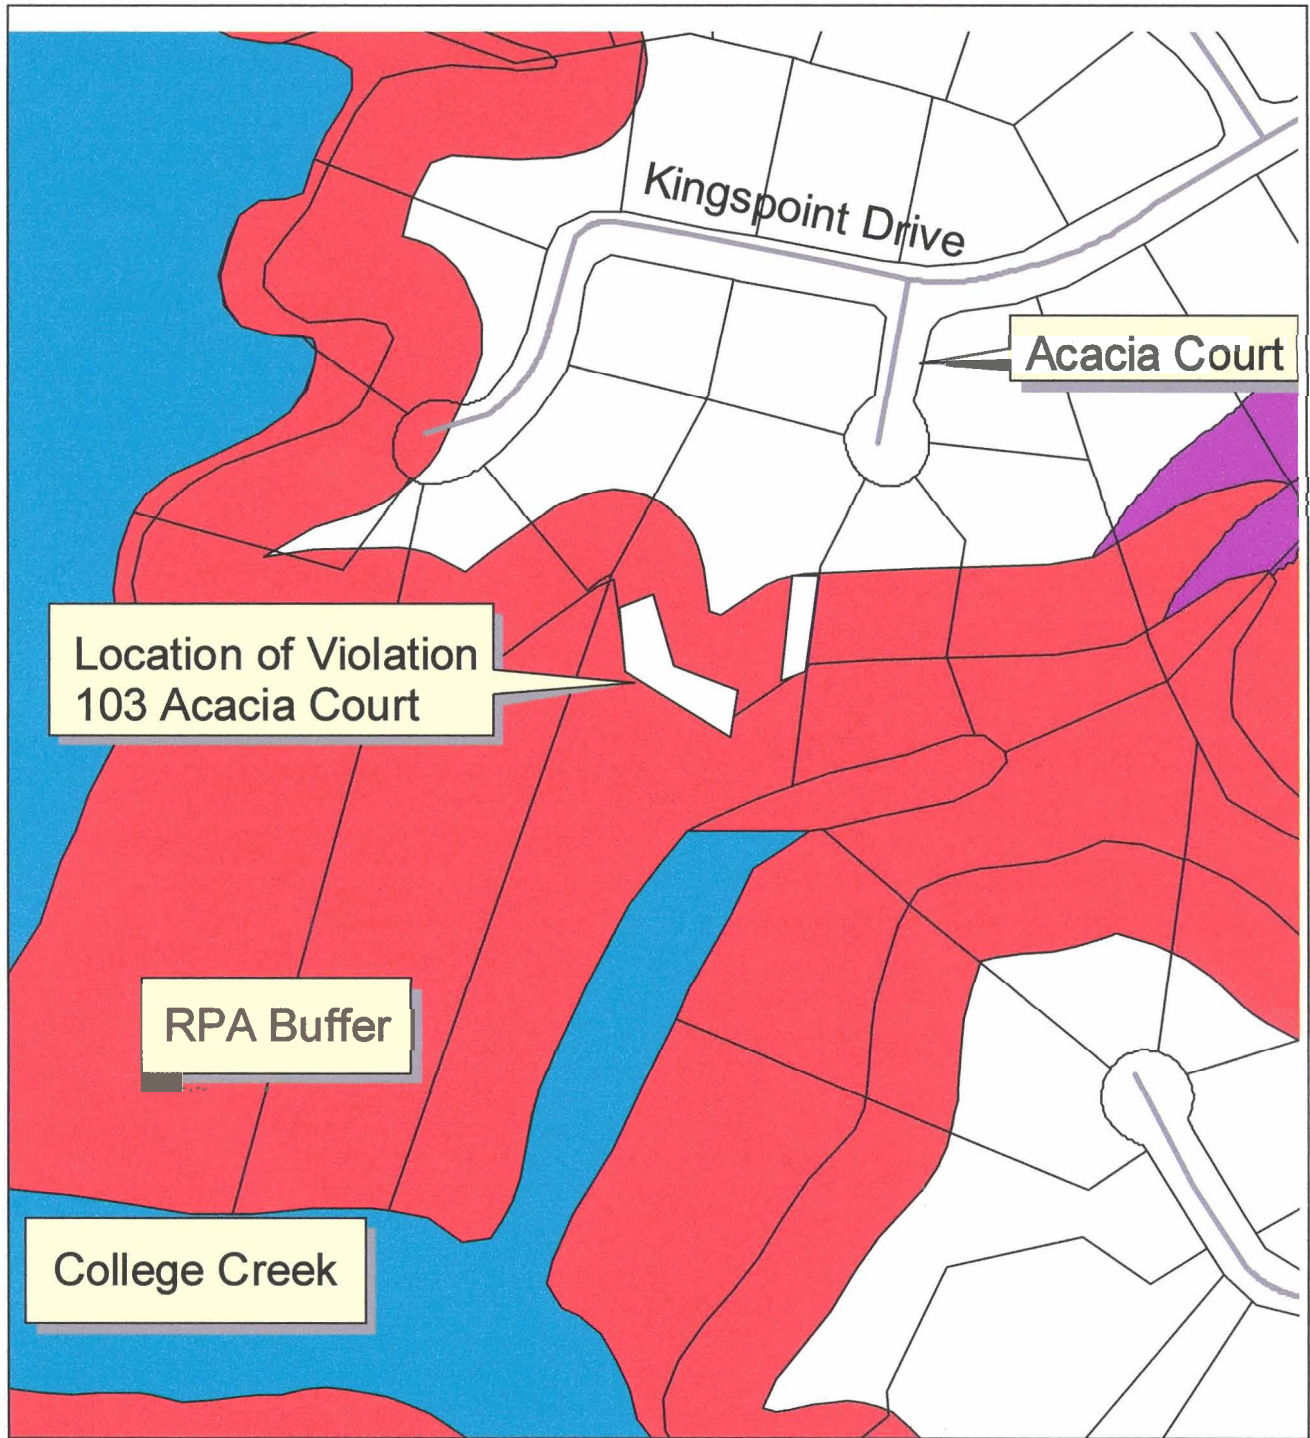 Kingspoint Drive
Acacia Court
Location of Violation
103 Acacia Court
RPA Buffer
College Creek